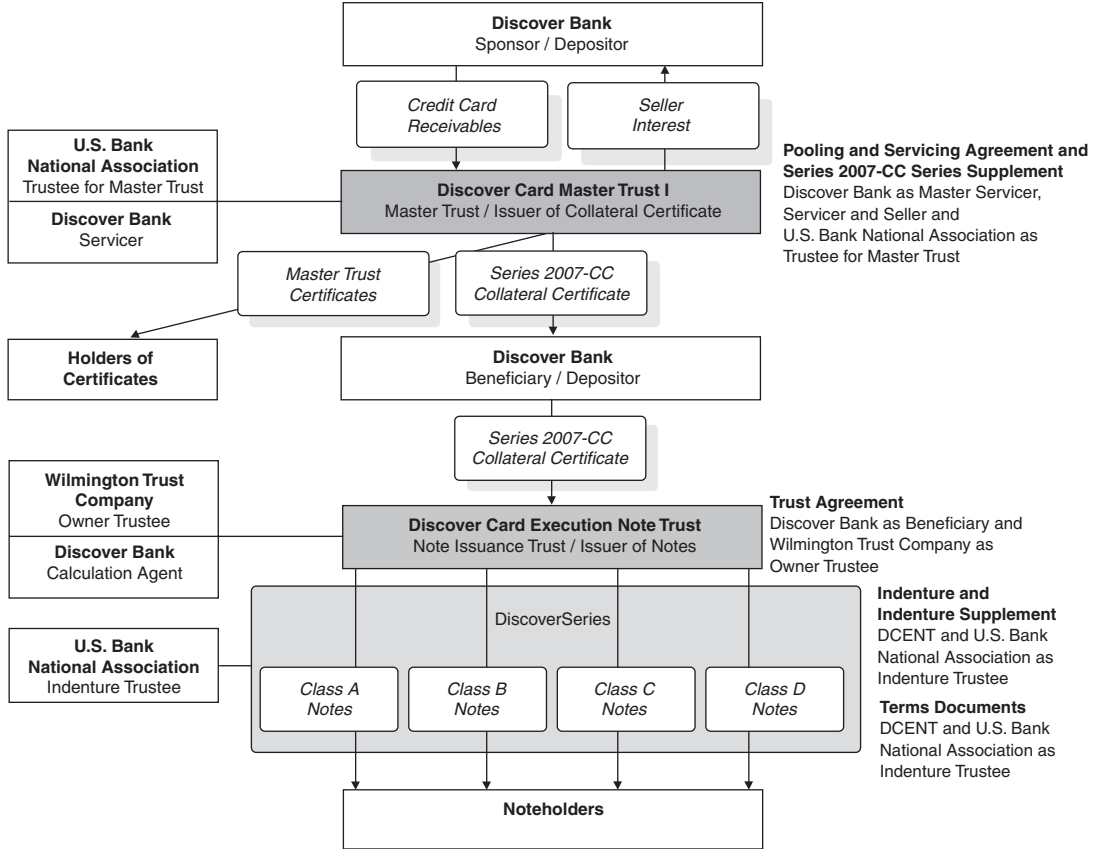 Discover Bank
Sponsor / Depositor
Credit Card
Receivables
Seller
Interest
U.S. Bank
National Association
Trustee for Master Trust
Discover Bank
Servicer
Discover Card Master Trust I
Master Trust / Issuer of Collateral Certificate
Pooling and Servicing Agreement and
Series 2007-CC Series Supplement
Discover Bank as Master Servicer,
Servicer and Seller and
U.S. Bank National Association as
Trustee for Master Trust
Master Trust
Certificates
Series 2007-CC
Collateral Certificate
Holders of
Certificates
Discover Bank
Beneficiary / Depositor
Series 2007-CC
Collateral Certificate
Wilmington Trust
Company
Owner Trustee
Discover Bank
Calculation Agent
Discover Card Execution Note Trust
Note Issuance Trust / Issuer of Notes
Trust Agreement
Discover Bank as Beneficiary and
Wilmington Trust Company as
Owner Trustee
DiscoverSeries
U.S. Bank
National Association
Indenture Trustee
Class A
Notes
Class B
Notes
Class C
Notes
Class D
Notes
Indenture and
Indenture Supplement
DCENT and U.S. Bank
National Association as
Indenture Trustee
Terms Documents
DCENT and U.S. Bank
National Association as
Indenture Trustee
Noteholders